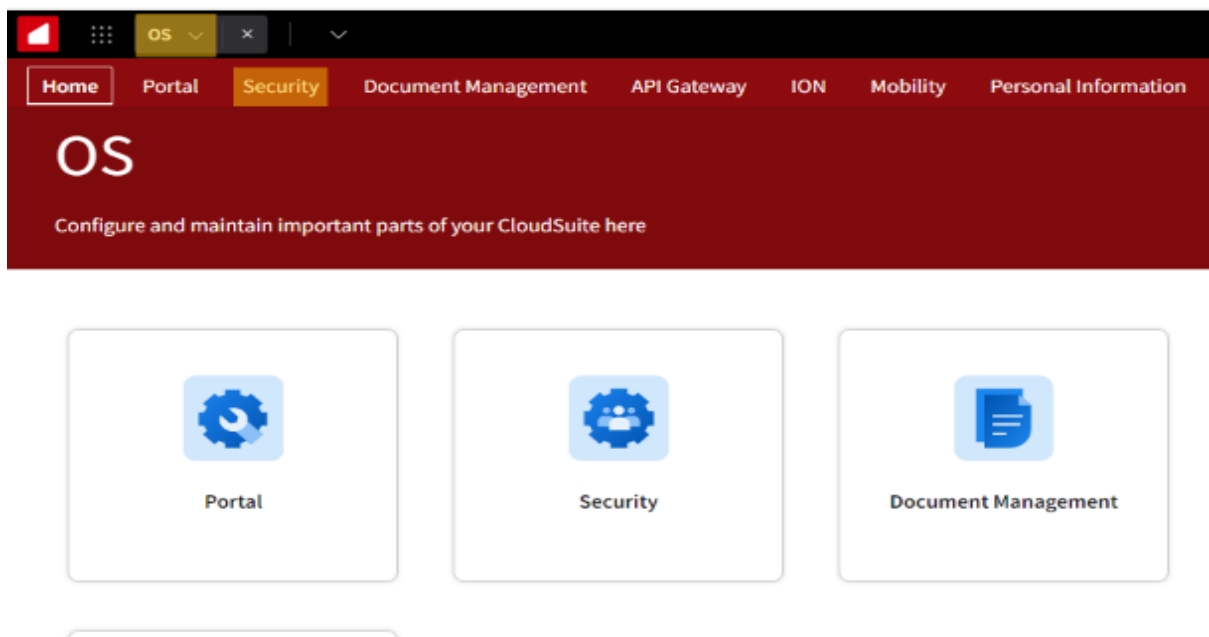 OS
Home Portal Security Document Management API Gateway ION Mobility Personal Information
OS
Configure and maintain important parts of your CloudSuite here
Portal Security Document Management